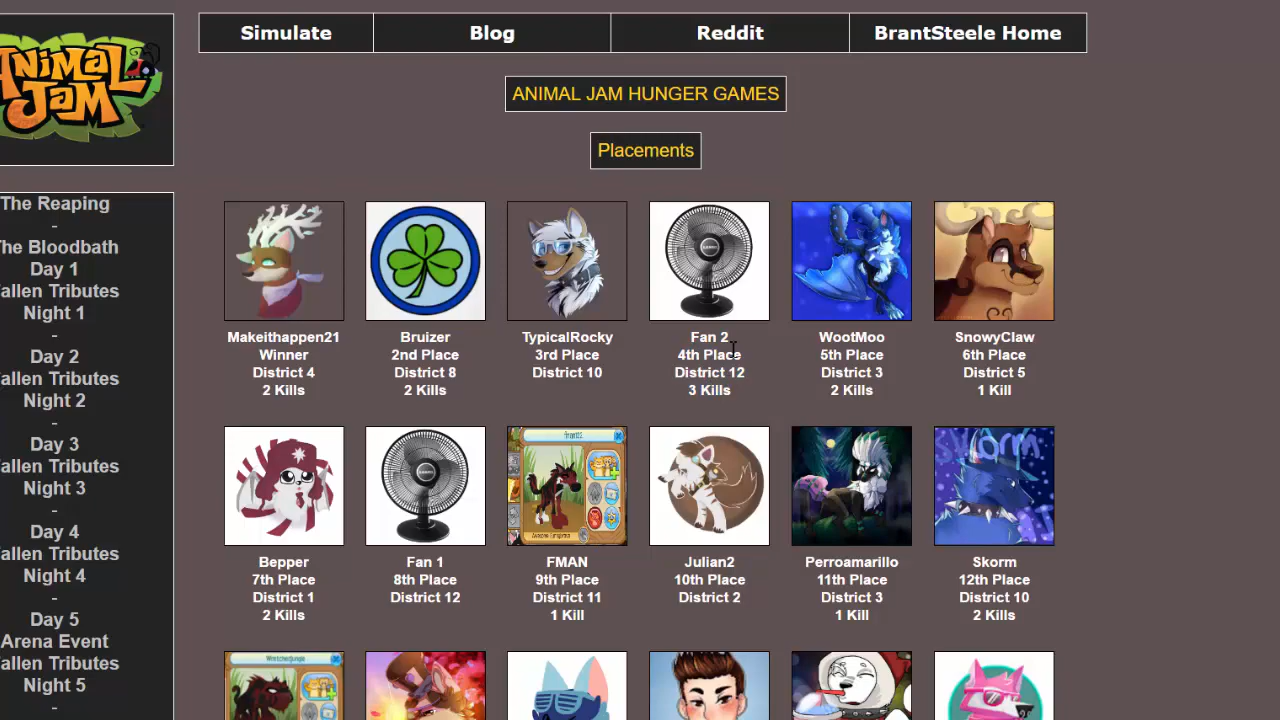 Simulate
Blog
Reddit
BrantSteele Home
ANIMAL JAM
ANIMAL JAM HUNGER GAMES
Placements
The Reaping
-
The Bloodbath
Day 1
allen Tributes
Night 1
-
Day 2
allen Tributes
Night 2
-
Day 3
allen Tributes
Night 3
-
Day 4
allen Tributes
Night 4
-
Day 5
Arena Event
allen Tributes
Night 5
-
Makeithappen21
Winner
District 4
2 Kills
Bruizer
2nd Place
District 8
2 Kills
TypicalRocky
3rd Place
District 10
Fan 2
4th Place
District 12
3 Kills
WootMoo
5th Place
District 3
2 Kills
SnowyClaw
6th Place
District 5
1 Kill
Skorm
Bepper
7th Place
District 1
2 Kills
Fan 1
8th Place
District 12
FMAN
9th Place
District 11
1 Kill
Julian2
10th Place
District 2
Perroamarillo
11th Place
District 3
1 Kill
Skorm
12th Place
District 10
2 Kills